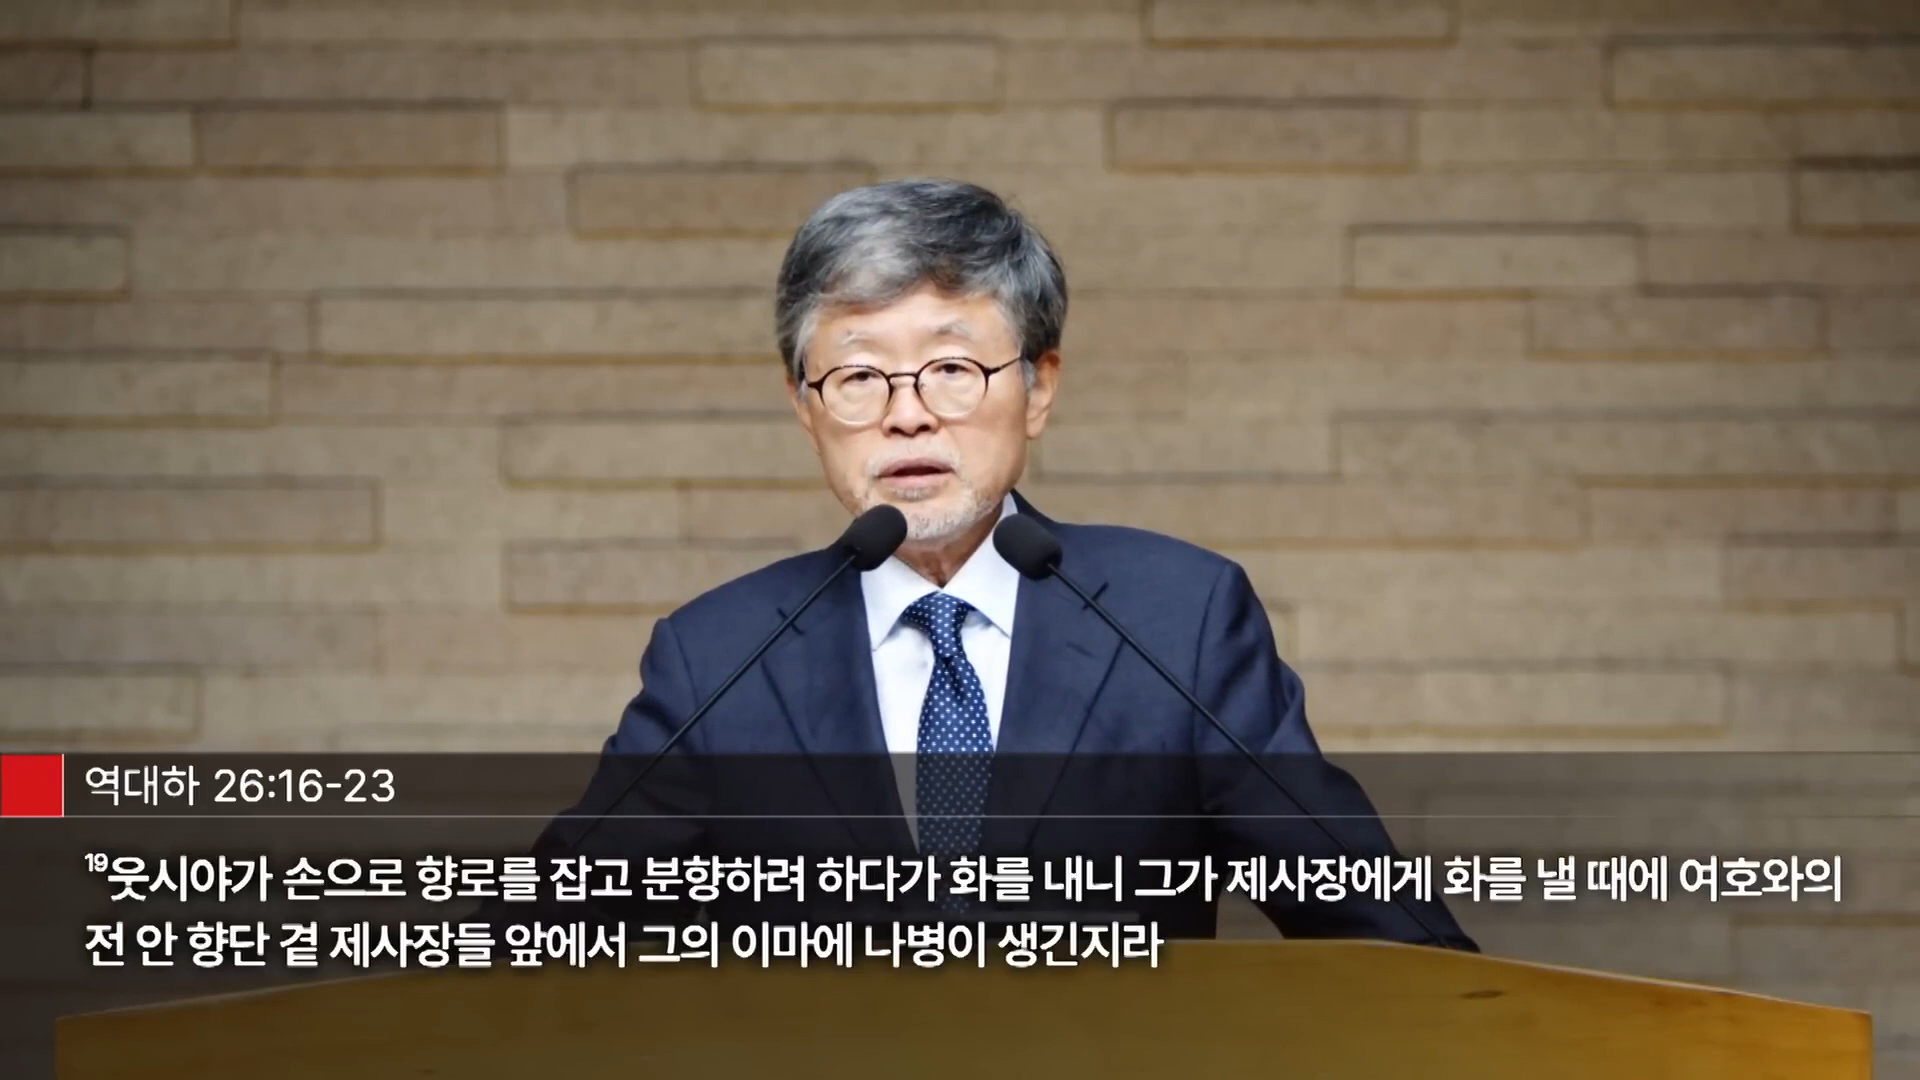 역대하 26:16-23
¹⁹웃시야가 손으로 향로를 잡고 분향하려 하다가 화를 내니 그가 제사장에게 화를 낼 때에 여호와의
전 안 향단 곁 제사장들 앞에서 그의 이마에 나병이 생긴지라